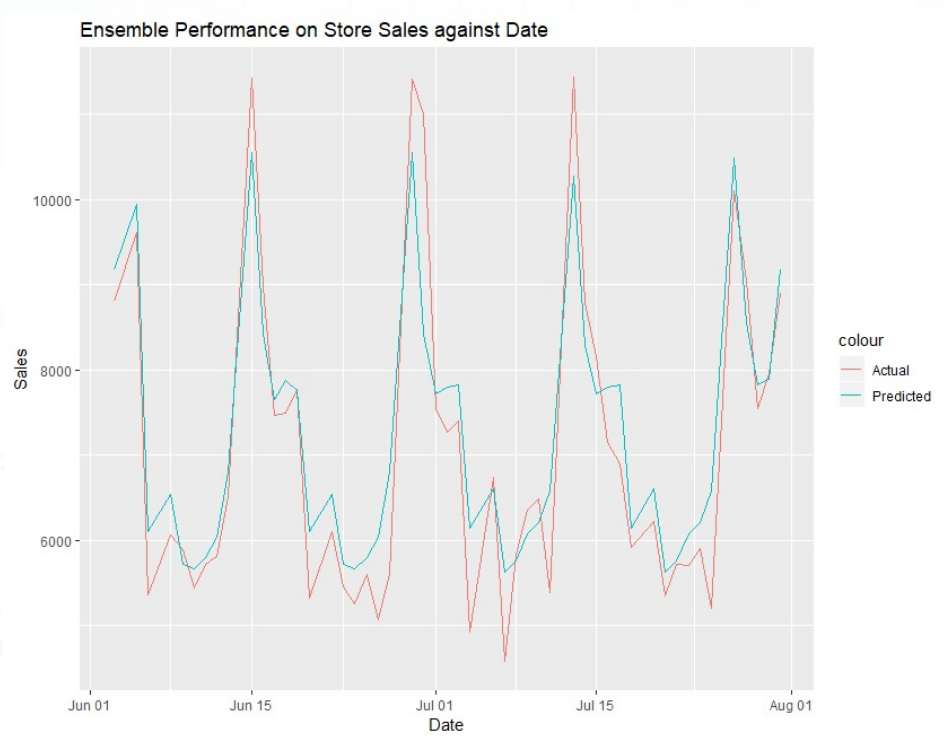 Ensemble Performance on Store Sales against Date
10000
8000
6000
Sales
Jun 01
Jun 15
Jul 01
Jul 15
Aug 01
Date
colour
Actual
Predicted